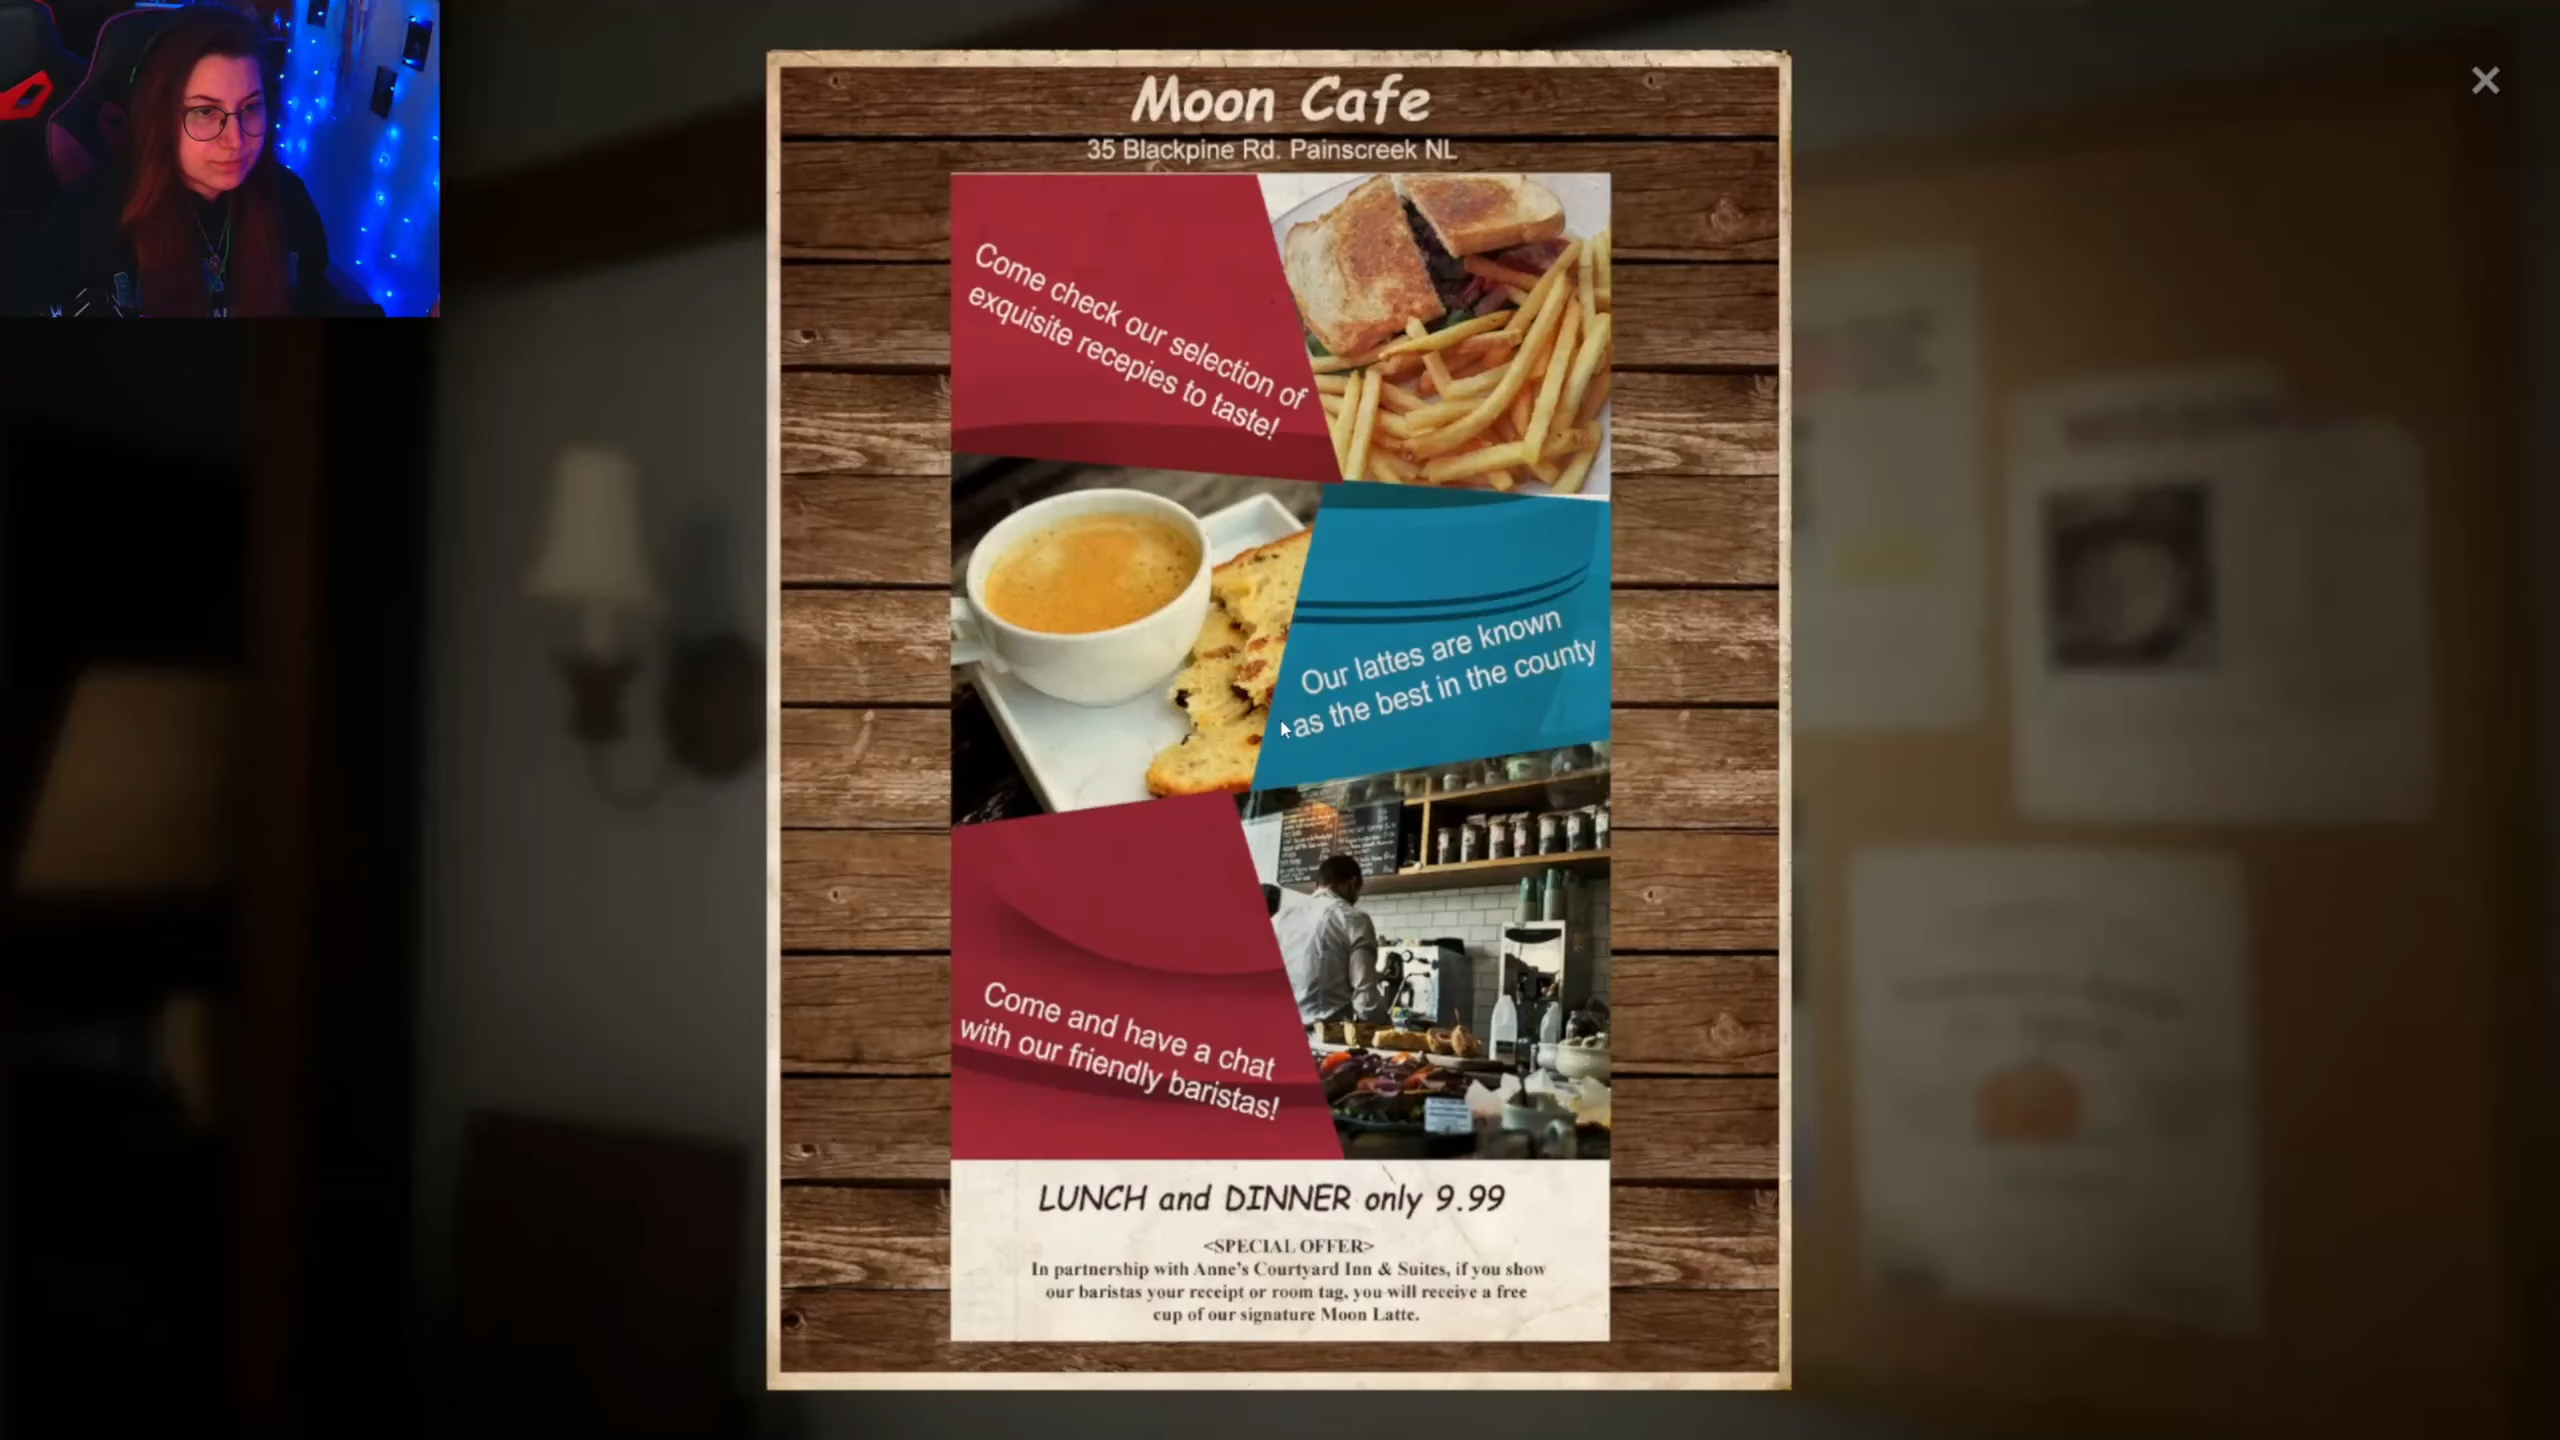 Moon Cafe
35 Blackpine Rd. Painscreek NL
Come check our selection of
exquisite recepies to taste!
Our lattes are known
as the best in the county
Come and have a chat
with our friendly baristas!
LUNCH and DINNER only 9.99
<SPECIAL OFFER>
In partnership with Anne's Courtyard Inn & Suites, if you show
our baristas your receipt or room tag, you will receive a free
cup of our signature Moon Latte.